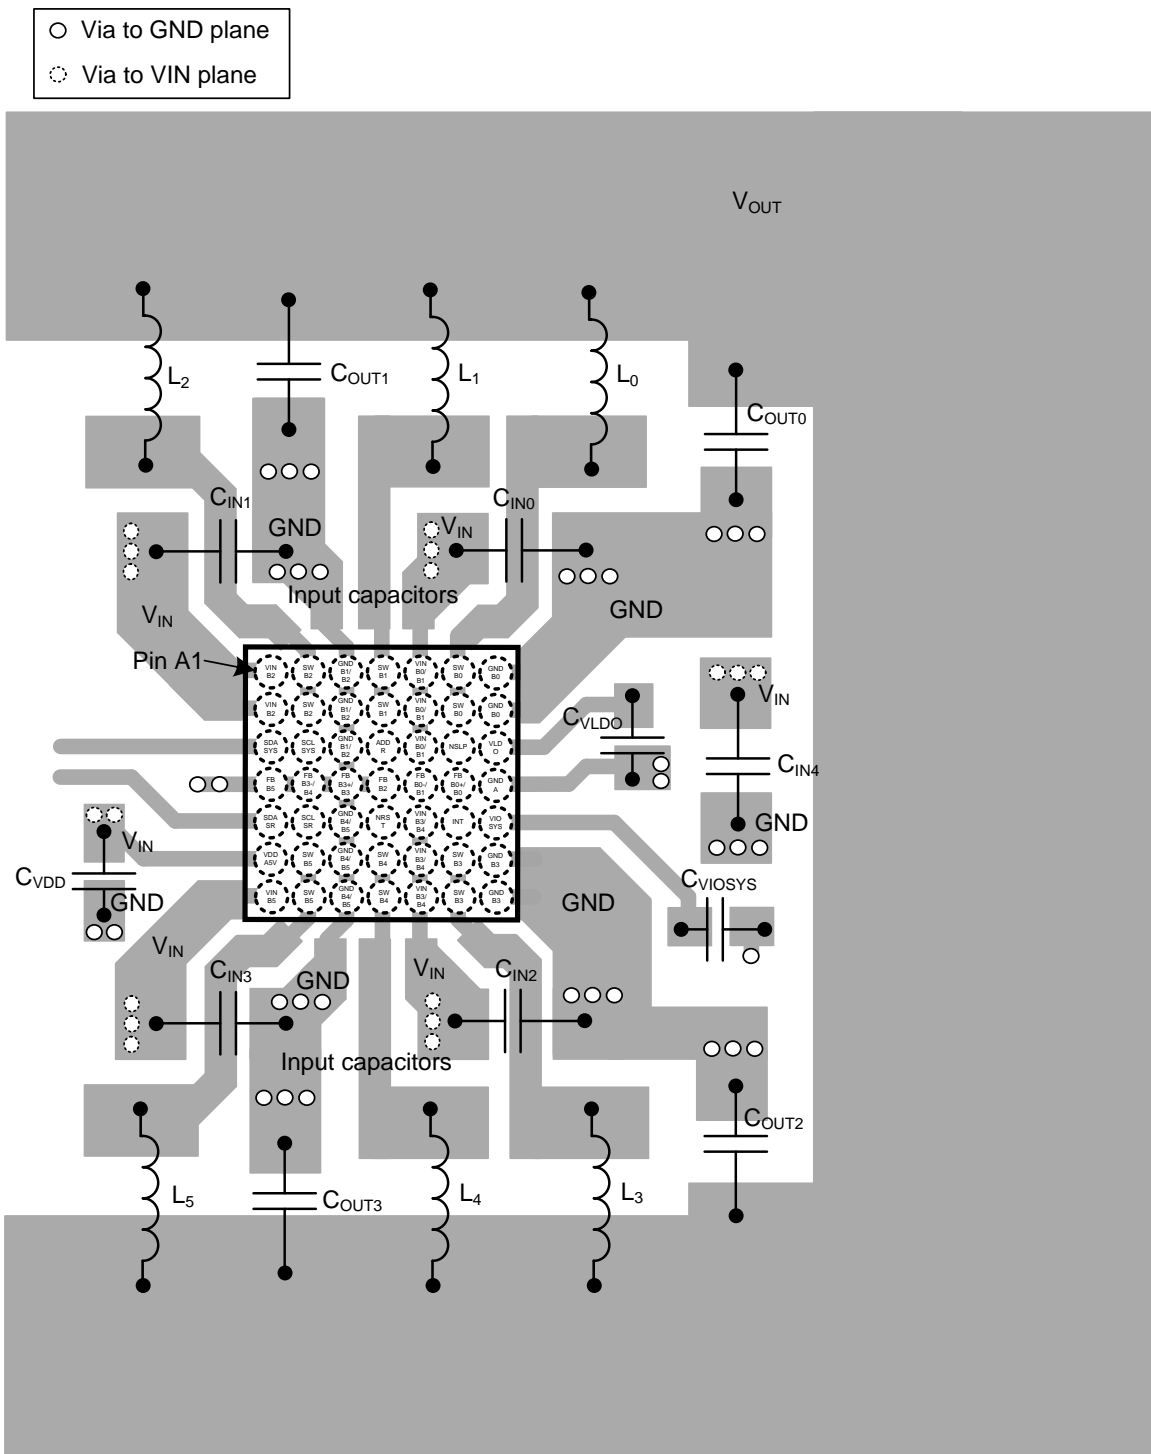 Via to GND plane
Via to VIN plane
VOUT
L2
COUT1
L1
L0
COUT0
CIN1
GND
VIN
CIN0
Input capacitors
VIN
GND
Pin A1
VIN B2
SW B2
GND B1/ B2
SW B1
VIN B0/ B1
SW B0
GND B0
VIN B2
SW B2
GND B1/ B2
SW B1
VIN B0/ B1
SW B0
GND B0
VIN
CVLDO
SDA SYS
SCL SYS
GND B1/ B2
ADD R
VIN B0/ B1
NSLP
VLD O
CIN4
FB B5
FB B3-/ B4
FB B3+/ B3
FB B2
FB B0-/ B1
FB B0+/ B0
GND A
GND
SDA SR
SCL SR
GND B4/ B5
NRS T
VIN B3/ B4
INT
VIO SYS
VIN
CVDD
VDD A5V
SW B5
GND B4/ B5
SW B4
VIN B3/ B4
SW B3
GND B3
CVIOSYS
GND
VIN B5
SW B5
GND B4/ B5
SW B4
VIN B3/ B4
SW B3
GND B3
GND
VIN
CIN3
GND
VIN
CIN2
Input capacitors
COUT2
L5
COUT3
L4
L3